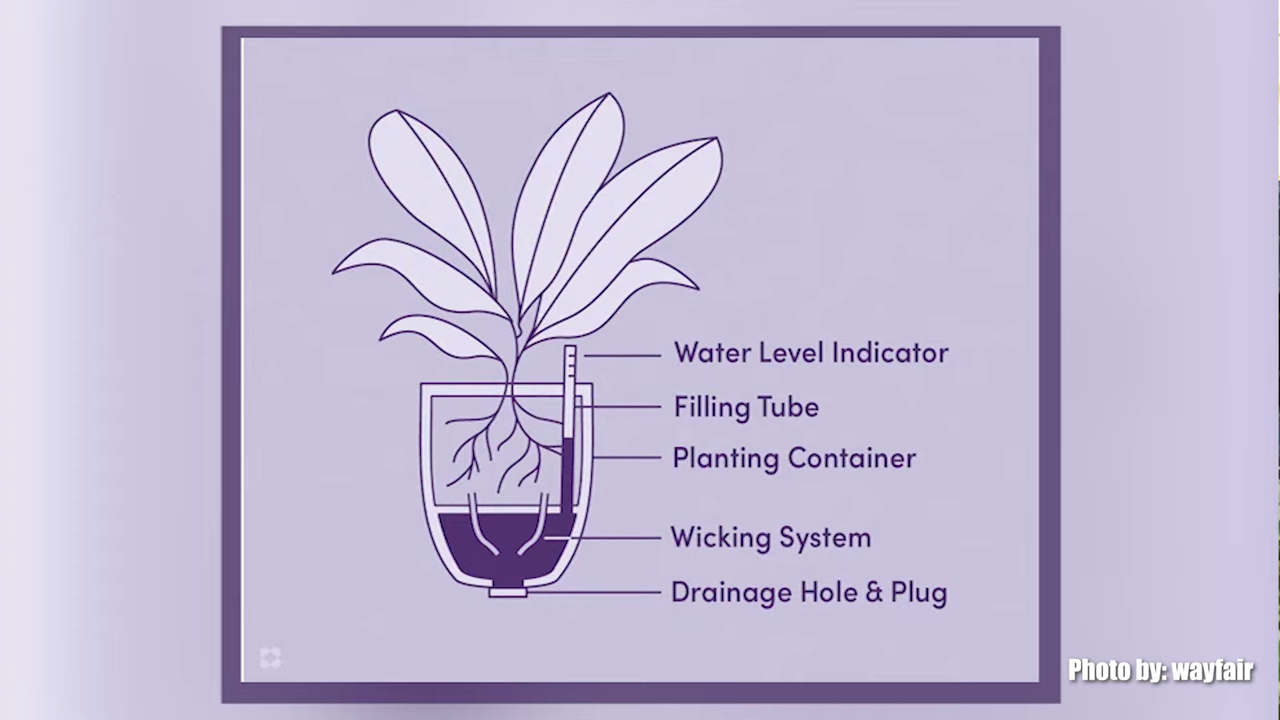 Water Level Indicator
Filling Tube
Planting Container
Wicking System
Drainage Hole & Plug
Photo by: wayfair